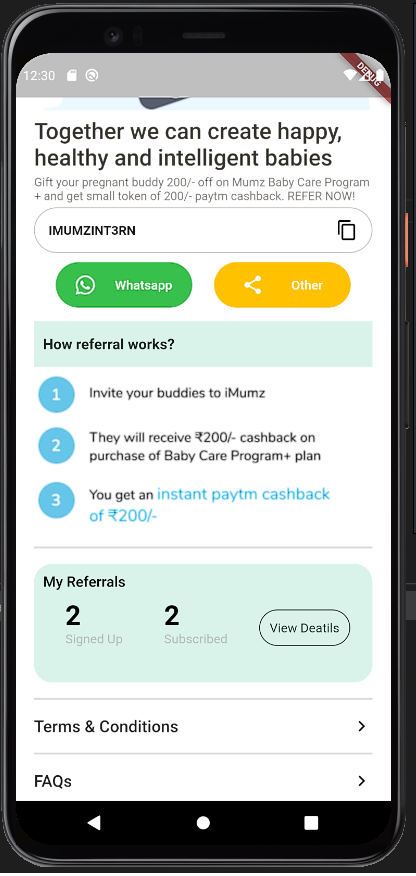 12:30
DEBUG
Together we can create happy,
healthy and intelligent babies
Gift your pregnant buddy 200/- off on Mumz Baby Care Program
+ and get small token of 200/- paytm cashback. REFER NOW!
IMUMZINT3RN
Whatsapp
Other
How referral works?
1 Invite your buddies to iMumz
2 They will receive ₹200/- cashback on
purchase of Baby Care Program+ plan
3 You get an instant paytm cashback
of ₹200/-
My Referrals
2 2
Signed Up Subscribed
View Deatils
Terms & Conditions
FAQs